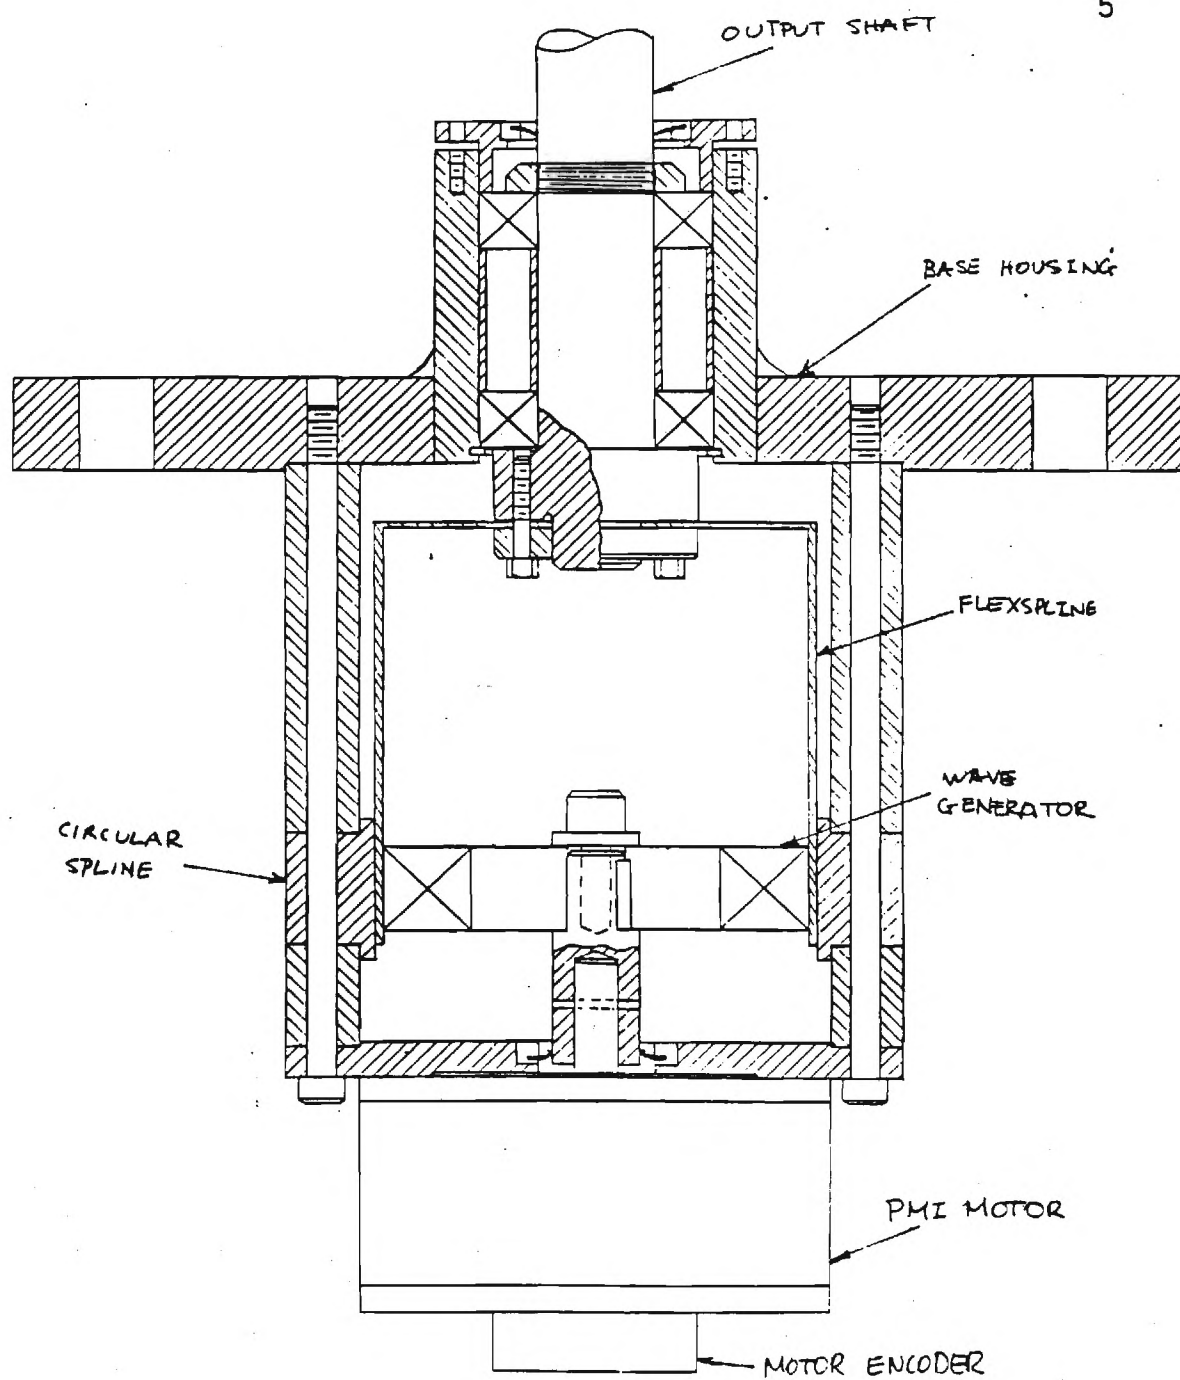 5
OUTPUT SHAFT
BASE HOUSING
FLEXSPLINE
WAVE
GENERATOR
CIRCULAR
SPLINE
PMI MOTOR
MOTOR ENCODER